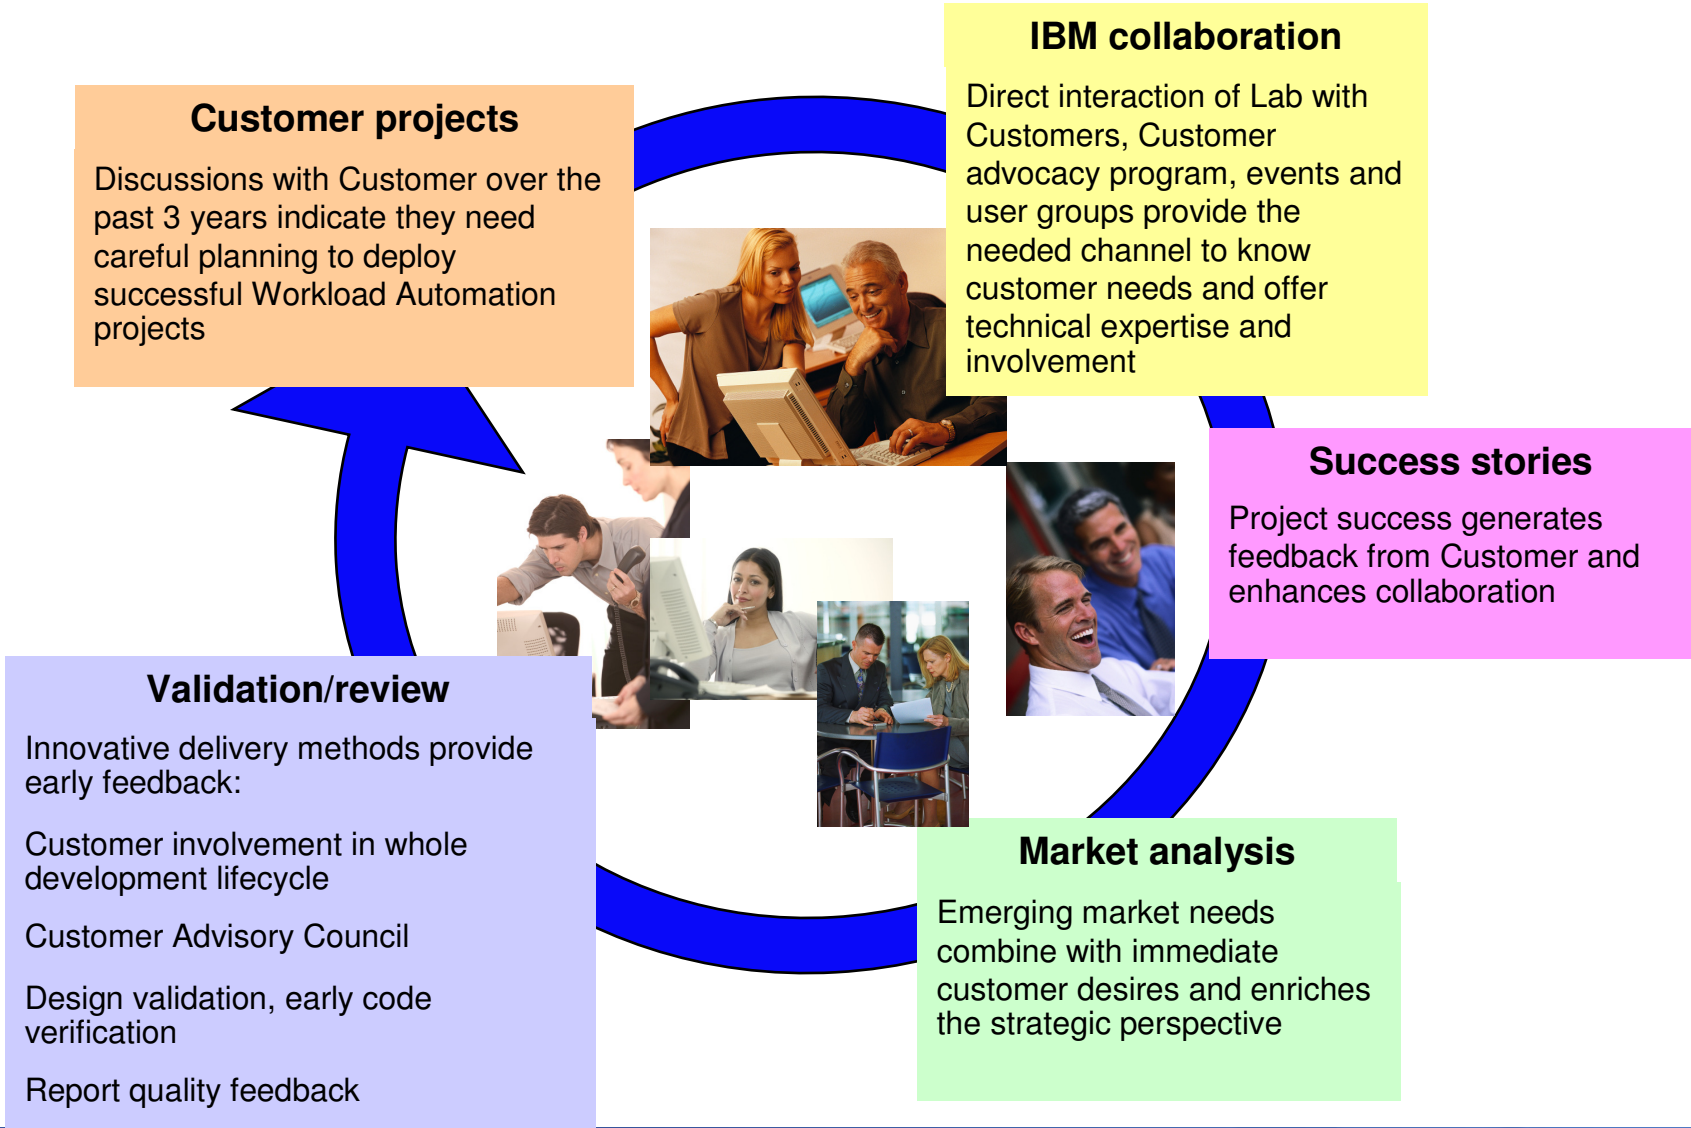 Customer projects
Discussions with Customer over the
past 3 years indicate they need
careful planning to deploy
successful Workload Automation
projects
IBM collaboration
Direct interaction of Lab with
Customers, Customer
advocacy program, events and
user groups provide the
needed channel to know
customer needs and offer
technical expertise and
involvement
Success stories
Project success generates
feedback from Customer and
enhances collaboration
Market analysis
Emerging market needs
combine with immediate
customer desires and enriches
the strategic perspective
Validation/review
Innovative delivery methods provide
early feedback:
Customer involvement in whole
development lifecycle
Customer Advisory Council
Design validation, early code
verification
Report quality feedback